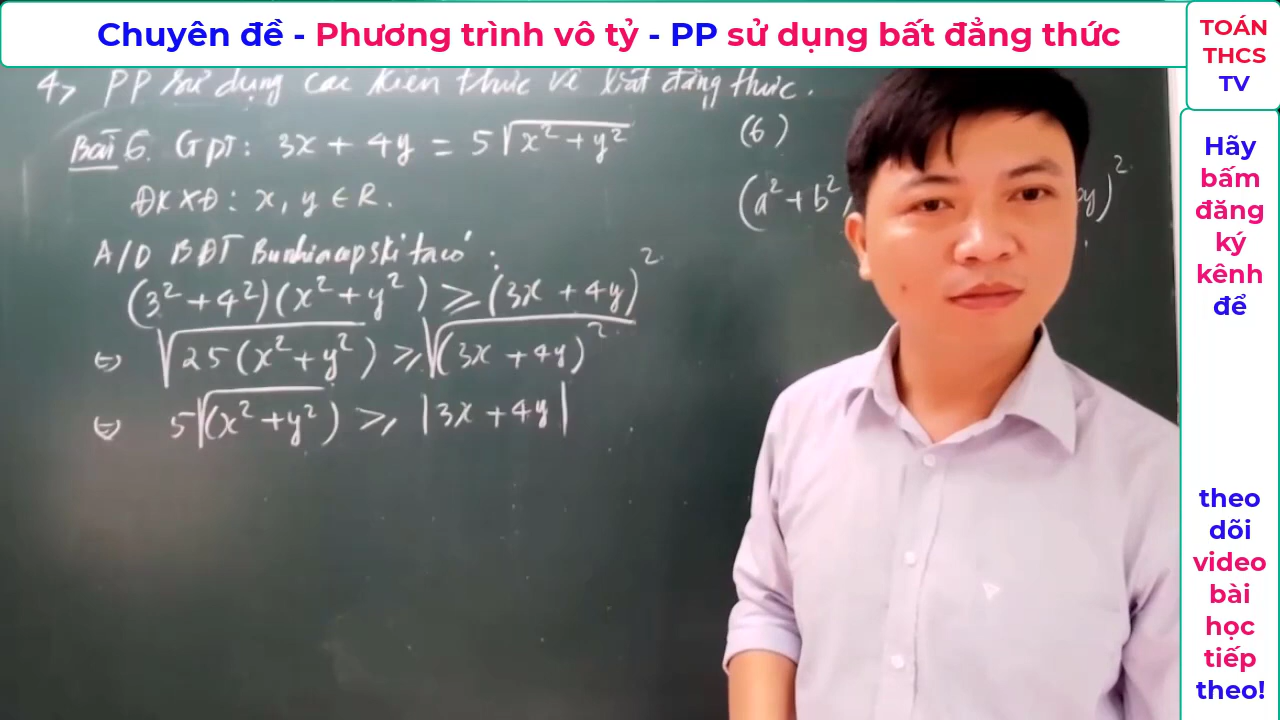 Chuyên đề - Phương trình vô tỷ - PP sử dụng bất đẳng thức
TOÁN
THCS
TV
4, PP sử dụng các kiến thức về bất đẳng thức.
Bài 6. Gpt: 3x + 4y = 5√(x² + y²)
ĐKXĐ: x, y ∈ R.
A/D BĐT Bunhiacopski ta có:
(3² + 4²)(x² + y²) ≥ (3x + 4y)²
⇔ √(25(x² + y²)) ≥ √((3x + 4y)²)
⇔ 5√(x² + y²) ≥ |3x + 4y|
(6)
(a² + b²
y)²
Hãy
bấm
đăng
ký
kênh
để
theo
dõi
video
bài
học
tiếp
theo!